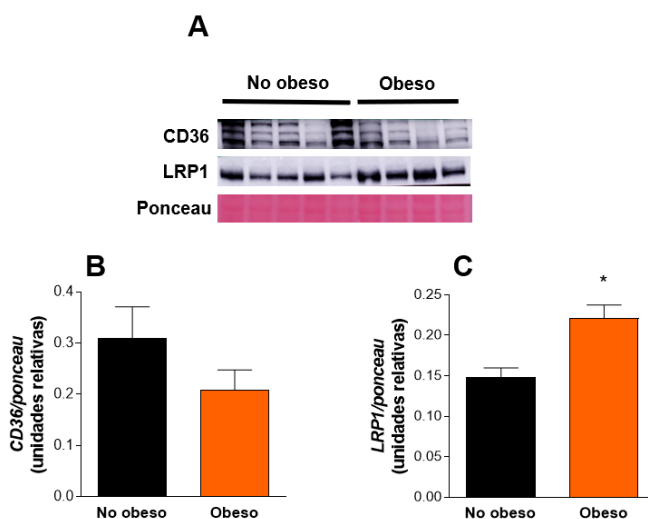 A
No obeso
Obeso
CD36
LRP1
Ponceau
B
CD36/ponceau
(unidades relativas)
0.4
0.3
0.2
0.1
0.0
No obeso
Obeso
C
*
LRP1/ponceau
(unidades relativas)
0.25
0.20
0.15
0.10
0.05
0.00
No obeso
Obeso